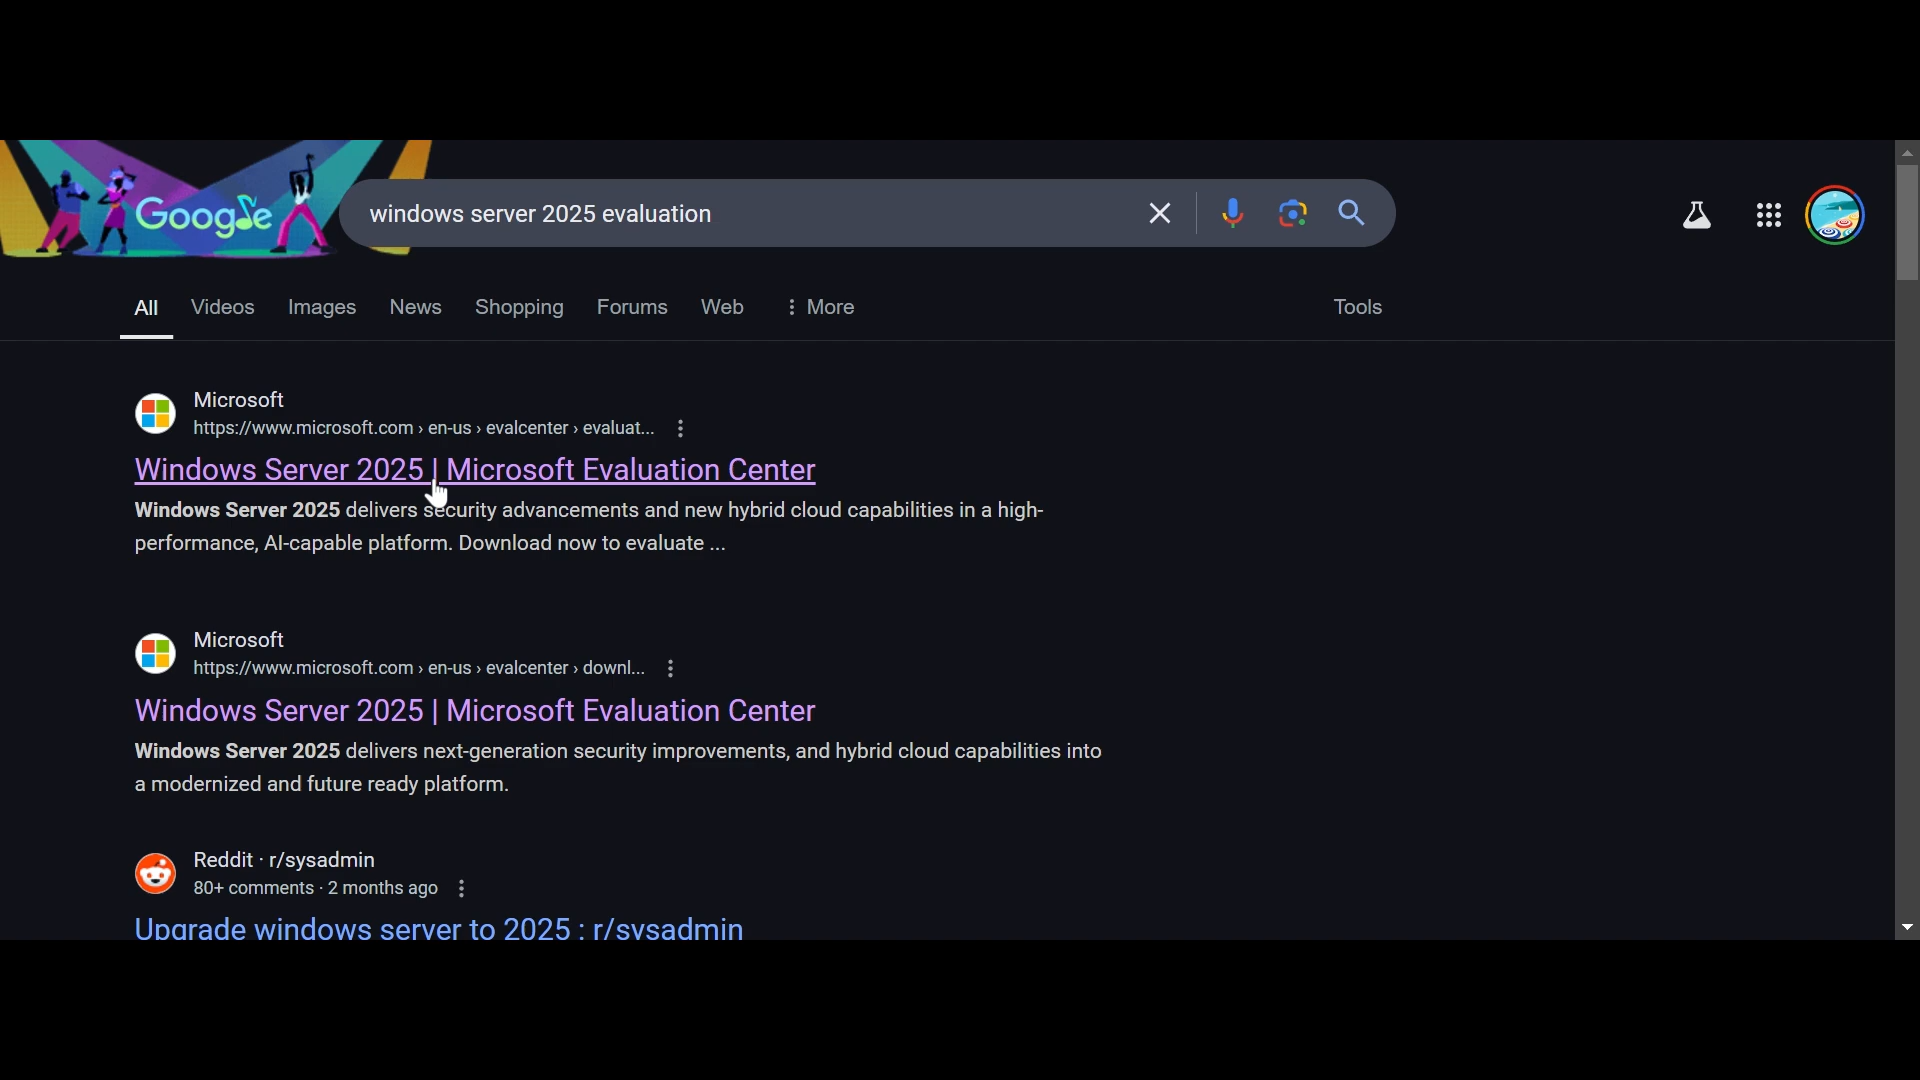 Google
windows server 2025 evaluation
All Videos Images News Shopping Forums Web More Tools
Microsoft
https://www.microsoft.com › en-us › evalcenter › evaluat...
Windows Server 2025 | Microsoft Evaluation Center
Windows Server 2025 delivers security advancements and new hybrid cloud capabilities in a high-
performance, AI-capable platform. Download now to evaluate ...
Microsoft
https://www.microsoft.com › en-us › evalcenter › downl...
Windows Server 2025 | Microsoft Evaluation Center
Windows Server 2025 delivers next-generation security improvements, and hybrid cloud capabilities into
a modernized and future ready platform.
Reddit · r/sysadmin
80+ comments · 2 months ago
Upgrade windows server to 2025 : r/sysadmin